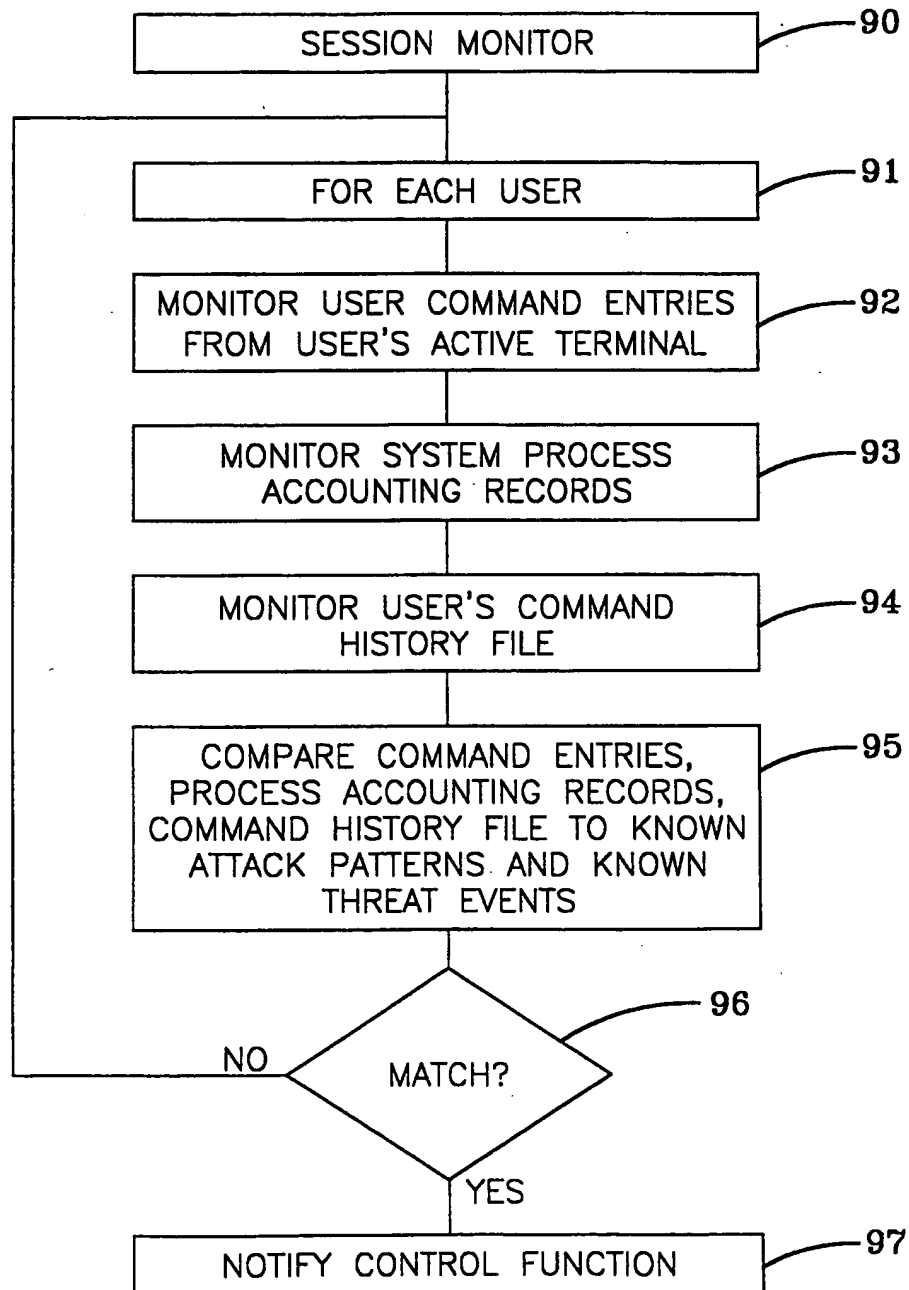 SESSION MONITOR
90
FOR EACH USER
91
MONITOR USER COMMAND ENTRIES
FROM USER'S ACTIVE TERMINAL
92
MONITOR SYSTEM PROCESS
ACCOUNTING RECORDS
93
MONITOR USER'S COMMAND
HISTORY FILE
94
COMPARE COMMAND ENTRIES,
PROCESS ACCOUNTING RECORDS,
COMMAND HISTORY FILE TO KNOWN
ATTACK PATTERNS AND KNOWN
THREAT EVENTS
95
96
NO
MATCH?
YES
NOTIFY CONTROL FUNCTION
97